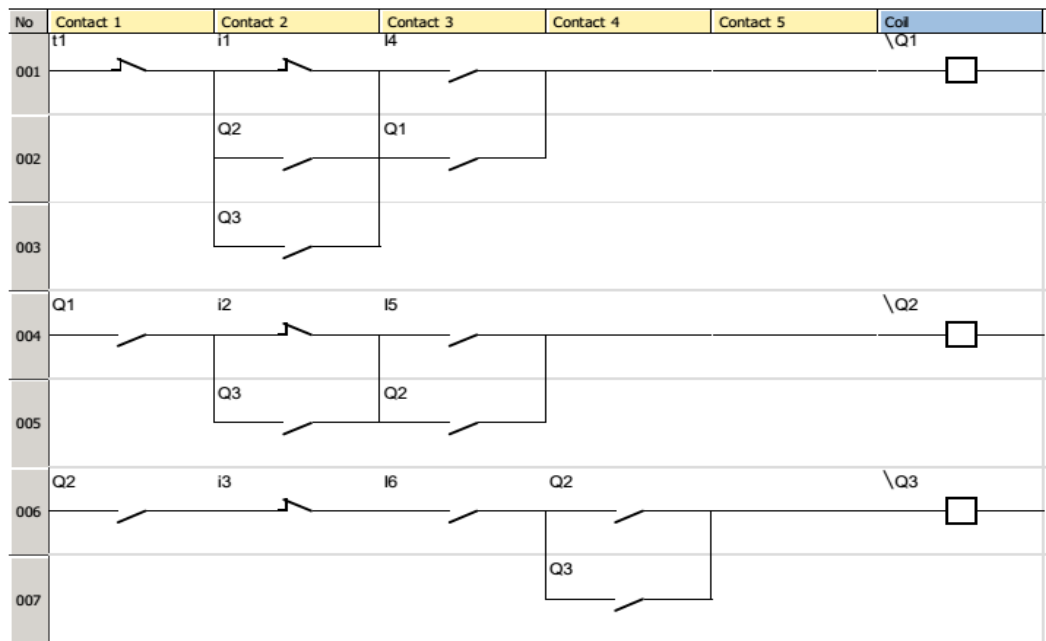 No Contact 1 Contact 2 Contact 3 Contact 4 Contact 5 Coil
t1 i1 I4 \Q1
001
Q2 Q1
002
Q3
003
Q1 i2 I5 \Q2
004
Q3 Q2
005
Q2 i3 I6 Q2 \Q3
006
Q3
007